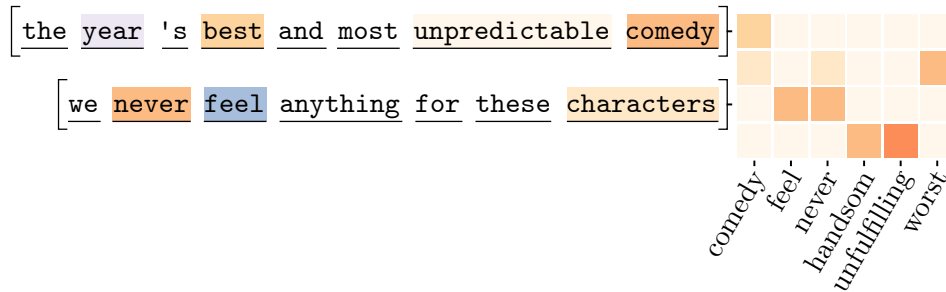 [the year 's best and most unpredictable comedy]
[we never feel anything for these characters]
comedy
feel
never
handsom
unfulfilling
worst